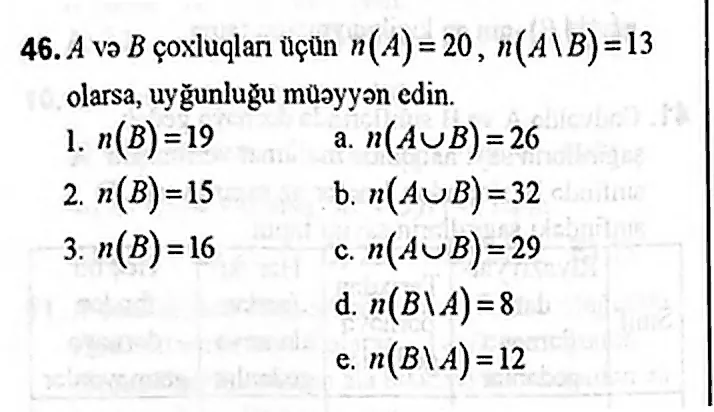 46. A və B çoxluqları üçün n(A) = 20, n(A\B) = 13
olarsa, uyğunluğu müəyyən edin.
1. n(B) = 19 a. n(A∪B) = 26
2. n(B) = 15 b. n(A∪B) = 32
3. n(B) = 16 c. n(A∪B) = 29
d. n(B\A) = 8
e. n(B\A) = 12